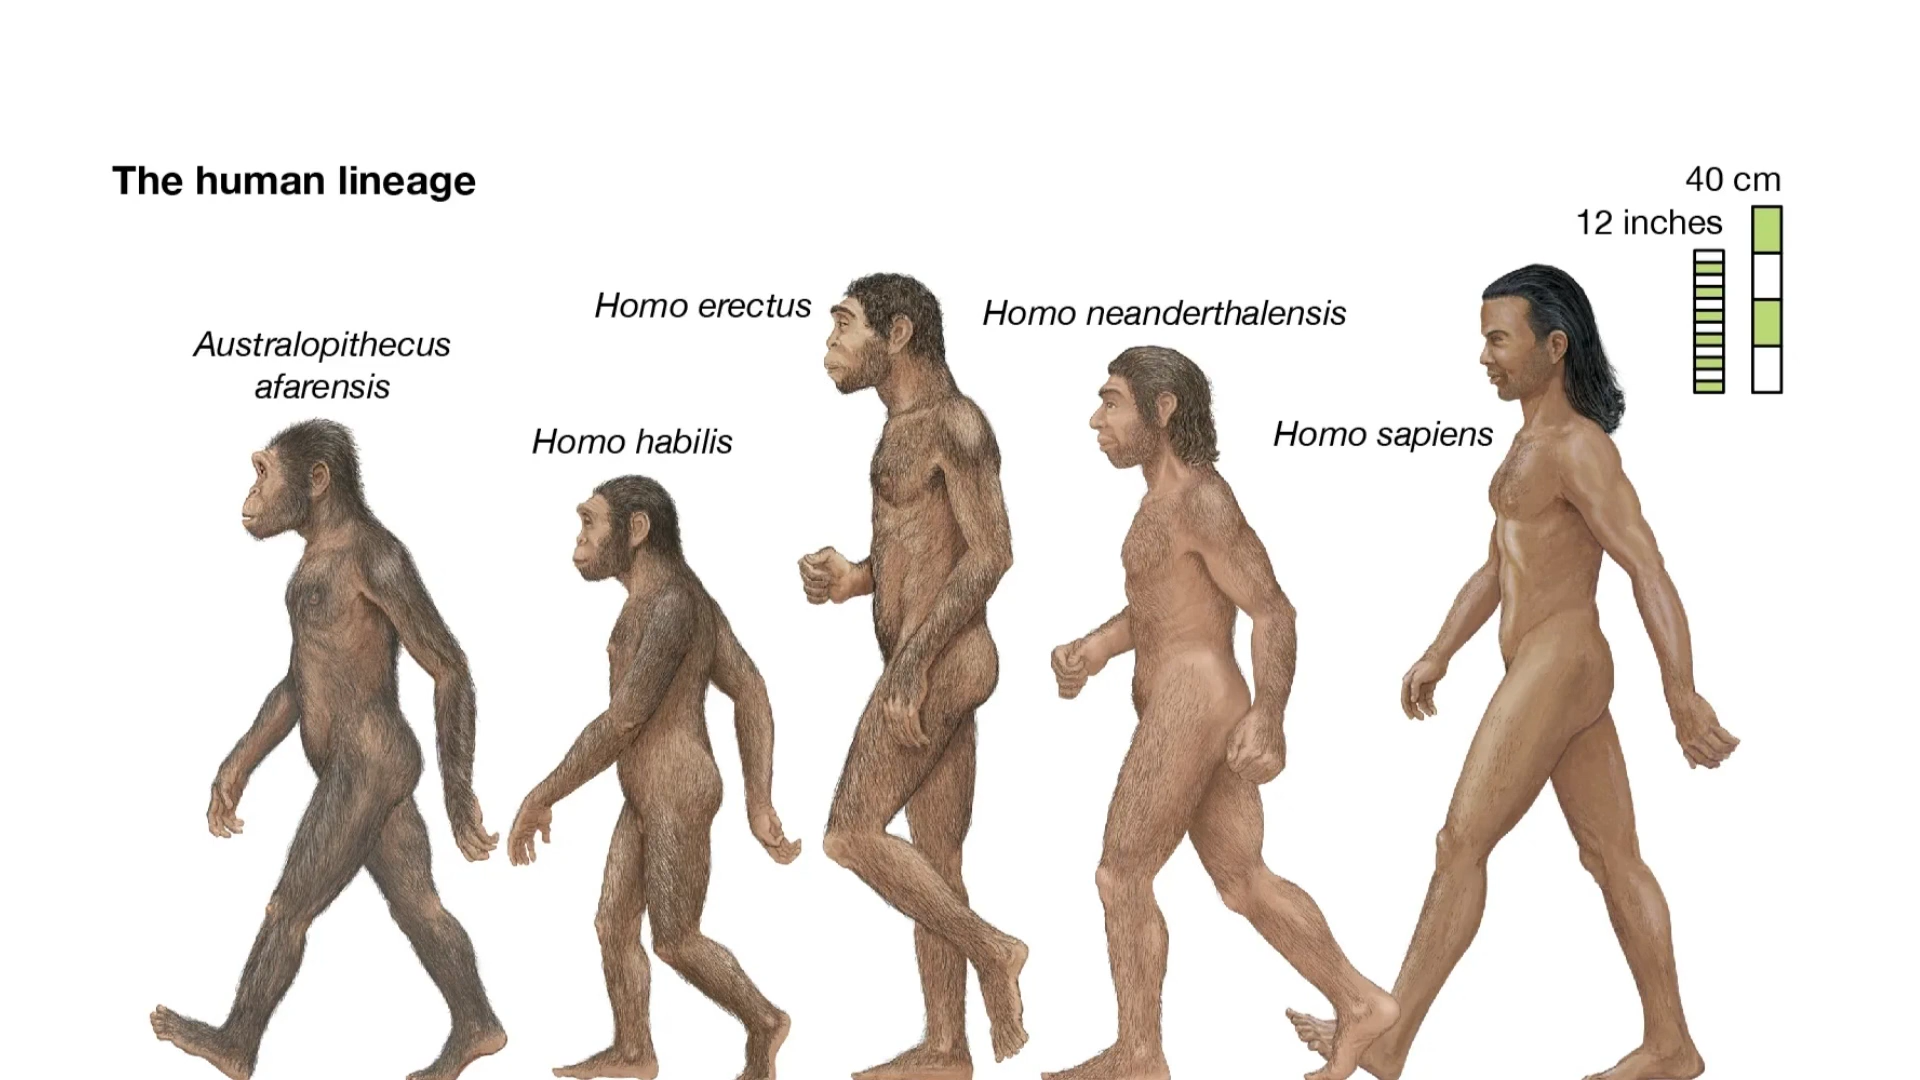 The human lineage
40 cm
12 inches
Homo erectus
Homo neanderthalensis
Australopithecus
afarensis
Homo habilis
Homo sapiens